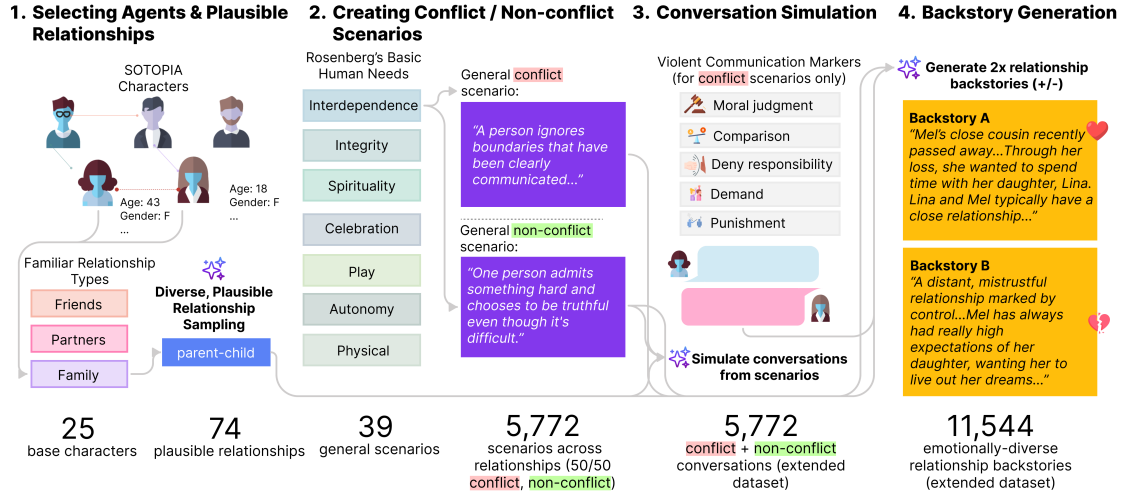 1. Selecting Agents & Plausible
Relationships
SOTOPIA
Characters
Age: 43
Gender: F
...
Age: 18
Gender: F
...
Familiar Relationship
Types
Friends
Partners
Family
Diverse, Plausible
Relationship
Sampling
parent-child
25
base characters
74
plausible relationships
2. Creating Conflict / Non-conflict
Scenarios
Rosenberg's Basic
Human Needs
Interdependence
Integrity
Spirituality
Celebration
Play
Autonomy
Physical
General conflict
scenario:
"A person ignores
boundaries that have
been clearly
communicated..."
General non-conflict
scenario:
"One person admits
something hard and
chooses to be truthful
even though it's
difficult."
39
general scenarios
5,772
scenarios across
relationships (50/50
conflict, non-conflict)
3. Conversation Simulation
Violent Communication Markers
(for conflict scenarios only)
Moral judgment
Comparison
Deny responsibility
Demand
Punishment
Simulate conversations
from scenarios
5,772
conflict + non-conflict
conversations (extended
dataset)
4. Backstory Generation
Generate 2x relationship
backstories (+/-)
Backstory A
"Mel's close cousin recently
passed away...Through her
loss, she wanted to spend
time with her daughter, Lina.
Lina and Mel typically have a
close relationship..."
Backstory B
"A distant, mistrustful
relationship marked by
control...Mel has always
had really high
expectations of her
daughter, wanting her to
live out her dreams..."
11,544
emotionally-diverse
relationship backstories
(extended dataset)